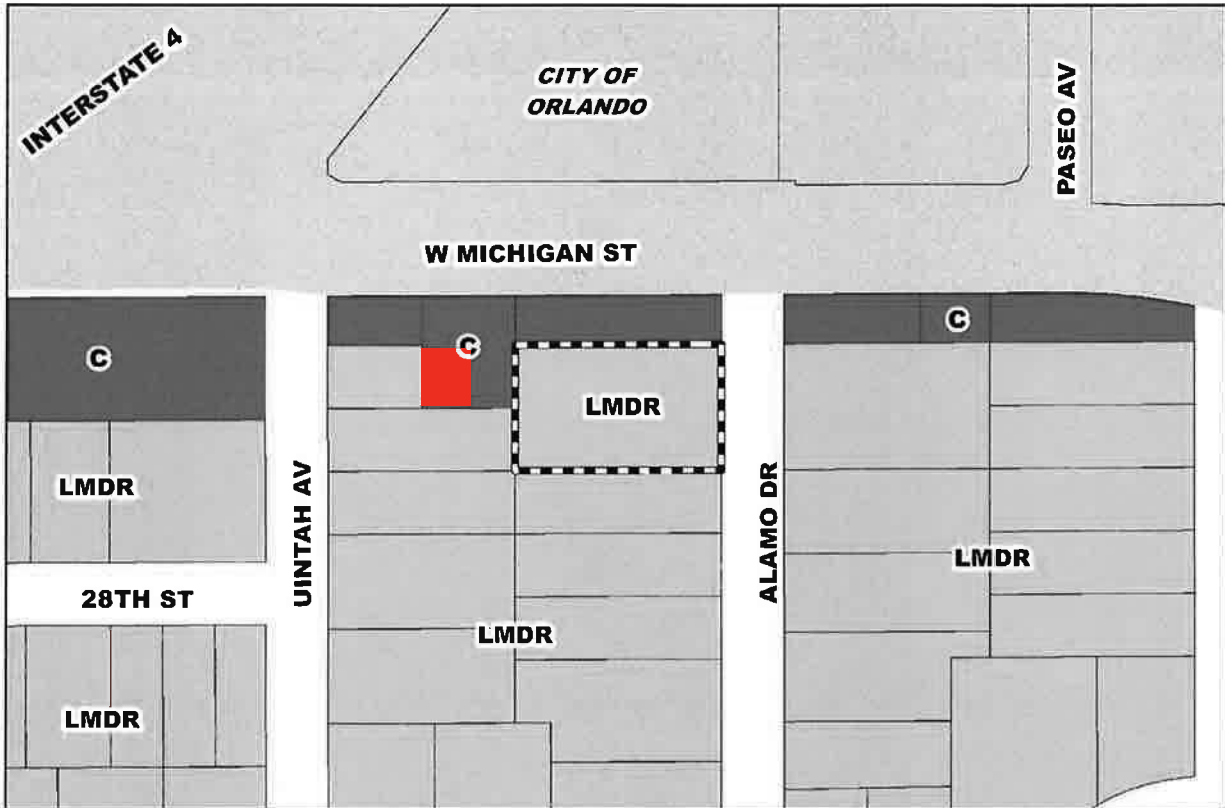 INTERSTATE 4
CITY OF
ORLANDO
PASEO AV
W MICHIGAN ST
C
C
C
LMDR
LMDR
UINTAH AV
ALAMO DR
LMDR
28TH ST
LMDR
LMDR